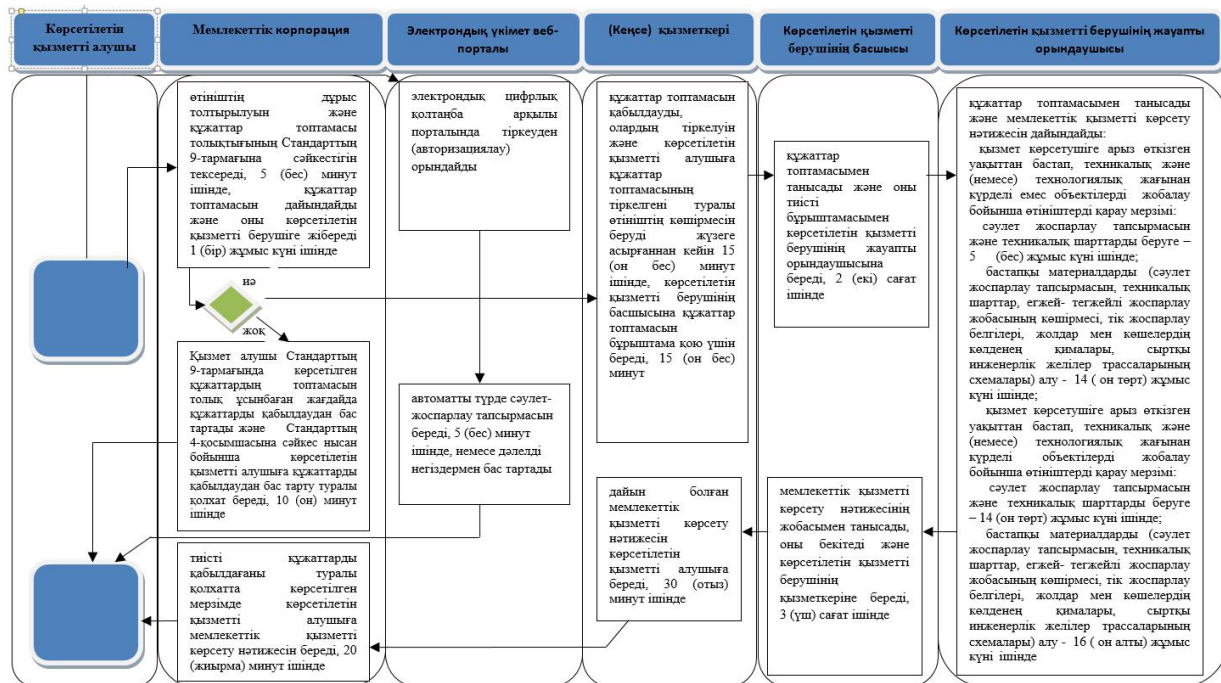 Көрсетілетін
қызметті алушы
Мемлекеттік корпорация
Электрондық үкімет веб-
порталы
(Кеңсе) қызметкері
Көрсетілетін қызметті
берушінің басшысы
Көрсетілетін қызметті берушінің жауапты
орындаушысы
өтініштің дұрыс
толтырылуын және
құжаттар топтамасы
толықтығының Стандарттың
9-тармағына сәйкестігін
тексереді, 5 (бес) минут
ішінде, құжаттар
топтамасын дайындайды
және оны көрсетілетін
қызметті берушіге жібереді
1 (бір) жұмыс күні ішінде
иә
жоқ
Қызмет алушы Стандарттың
9-тармағында көрсетілген
құжаттардың топтамасын
толық ұсынбаған жағдайда
құжаттарды қабылдаудан бас
тартады және Стандарттың
4-қосымшасына сәйкес нысан
бойынша көрсетілетін
қызметті алушыға құжаттарды
қабылдаудан бас тарту туралы
қолхат береді, 10 (он) минут
ішінде
тиісті құжаттарды
қабылдағаны туралы
қолхатта көрсетілген
мерзімде көрсетілетін
қызметті алушыға
мемлекеттік қызметті
көрсету нәтижесін береді, 20
(жиырма) минут ішінде
электрондық цифрлық
қолтаңба арқылы
порталында тіркеуден
(авторизациялау)
орындайды
автоматты түрде сәулет-
жоспарлау тапсырмасын
береді, 5 (бес) минут
ішінде, немесе дәлелді
негіздермен бас тартады
құжаттар топтамасын
қабылдауды,
олардың тіркелуін
және көрсетілетін
қызметті алушыға
құжаттар
топтамасының
тіркелгені туралы
өтініштің көшірмесін
беруді жүзеге
асырғаннан кейін 15
(он бес) минут
ішінде, көрсетілетін
қызметті берушінің
басшысына құжаттар
топтамасын
бұрыштама қою үшін
береді, 15 (он бес)
минут
дайын болған
мемлекеттік
қызметті көрсету
нәтижесін
көрсетілетін
қызметті алушыға
береді, 30 (отыз)
минут ішінде
құжаттар
топтамасымен
танысады және оны
тиісті
бұрыштамасымен
көрсетілетін қызметті
берушінің жауапты
орындаушысына
береді, 2 (екі) сағат
ішінде
мемлекеттік қызметті
көрсету нәтижесінің
жобасымен танысады,
оны бекітеді және
көрсетілетін қызметті
берушінің
қызметкеріне береді,
3 (үш) сағат ішінде
құжаттар топтамасымен танысады
және мемлекеттік қызметті көрсету
нәтижесін дайындайды:
қызмет көрсетушіге арыз өткізген
уақыттан бастап, техникалық және
(немесе) технологиялық жағынан
күрделі емес объектілерді жобалау
бойынша өтініштерді қарау мерзімі:
сәулет жоспарлау тапсырмасын
және техникалық шарттарды беруге –
5 (бес) жұмыс күні ішінде;
бастапқы материалдарды (сәулет
жоспарлау тапсырмасын, техникалық
шарттар, егжей- тегжейлі жоспарлау
жобасының көшірмесі, тік жоспарлау
белгілері, жолдар мен көшелердің
көлденең қималары, сыртқы
инженерлік желілер трассаларының
схемалары) алу - 14 ( он төрт) жұмыс
күні ішінде;
қызмет көрсетушіге арыз өткізген
уақыттан бастап, техникалық және
(немесе) технологиялық жағынан
күрделі объектілерді жобалау
бойынша өтініштерді қарау мерзімі:
сәулет жоспарлау тапсырмасын
және техникалық шарттарды беруге
– 14 (он төрт) жұмыс күні ішінде;
бастапқы материалдарды (сәулет
жоспарлау тапсырмасын, техникалық
шарттар, егжей- тегжейлі жоспарлау
жобасының көшірмесі, тік жоспарлау
белгілері, жолдар мен көшелердің
көлденең қималары, сыртқы
инженерлік желілер трассаларының
схемалары) алу - 16 ( он алты) жұмыс
күні ішінде